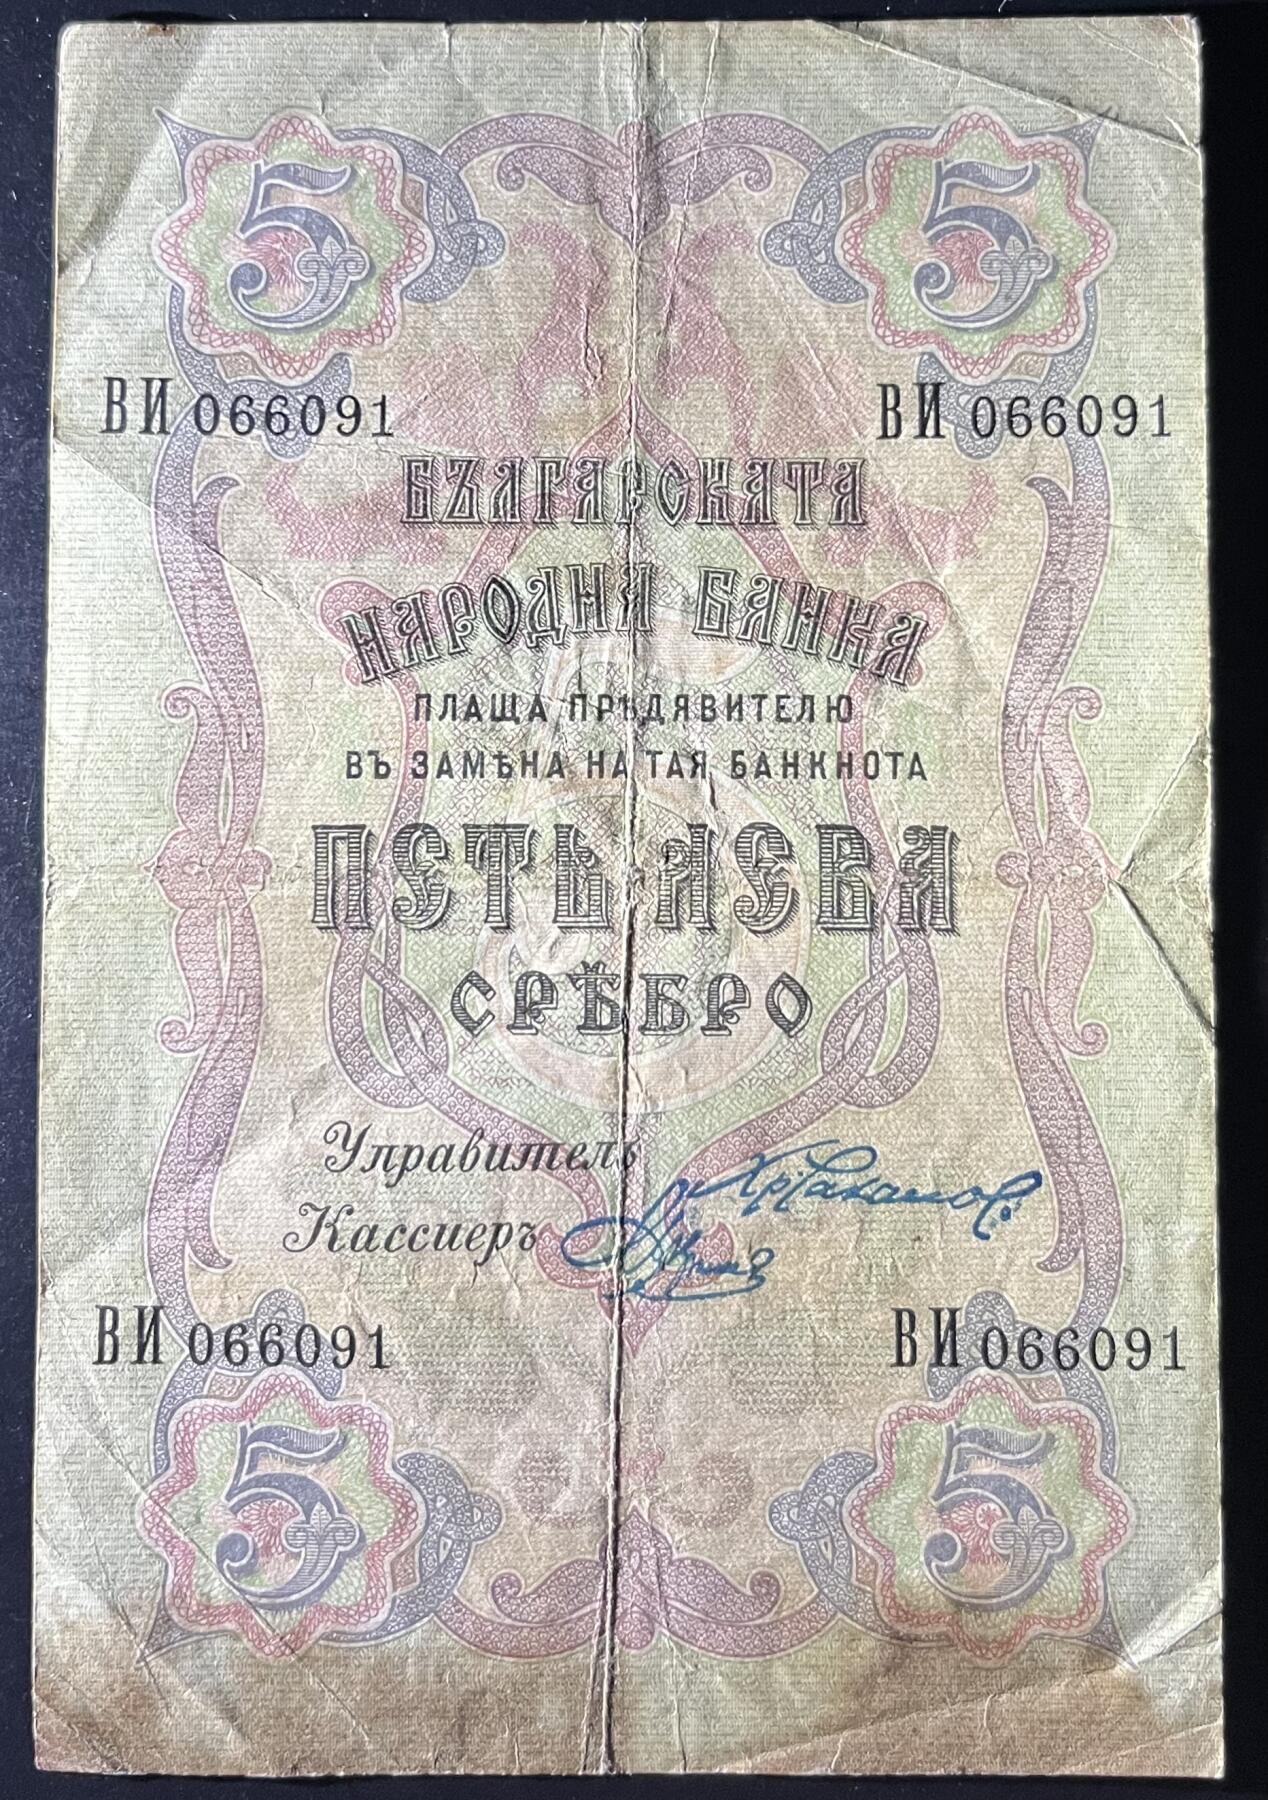 5 5
ВИ 066091 ВИ 066091
БЪЛГАРСКАТА
НАРОДНА БАНКА
ПЛАЩА ПРѢДЯВИТЕЛЮ
ВЪ ЗАМѢНА НА ТАЯ БАНКНОТА
ПЕТЬ ЛЕВА
СРѢБРО
Управитель
Кассиеръ
ВИ 066091 ВИ 066091
5 5